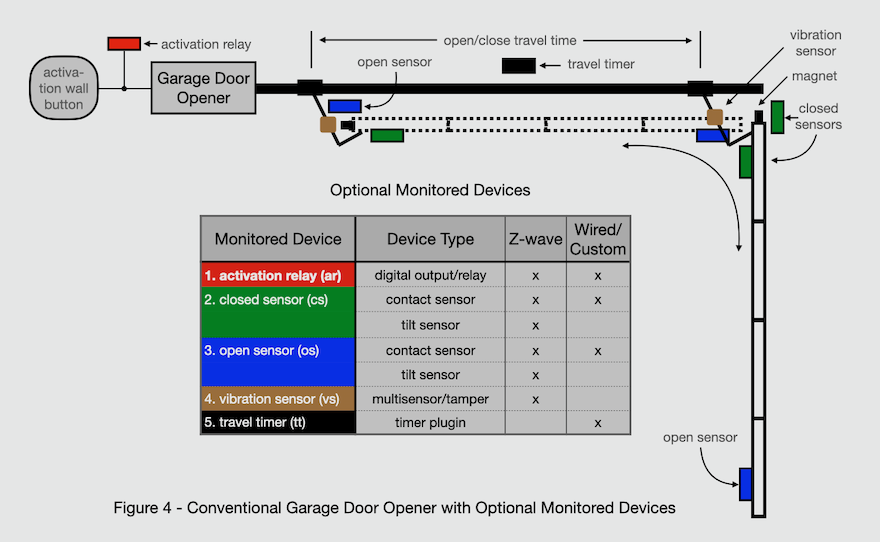 activation relay
activa-
tion wall
button
Garage Door
Opener
open/close travel time
open sensor
travel timer
vibration
sensor
magnet
closed
sensors
Optional Monitored Devices
Monitored Device Device Type Z-wave Wired/
Custom
1. activation relay (ar) digital output/relay x x
2. closed sensor (cs) contact sensor x x
tilt sensor x
3. open sensor (os) contact sensor x x
tilt sensor x
4. vibration sensor (vs) multisensor/tamper x
5. travel timer (tt) timer plugin x
open sensor
Figure 4 - Conventional Garage Door Opener with Optional Monitored Devices